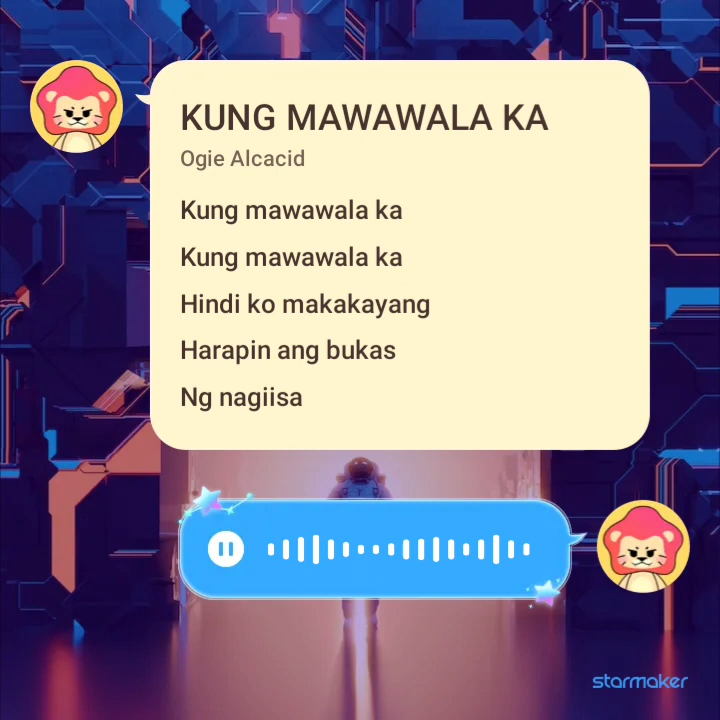 KUNG MAWAWALA KA
Ogie Alcacid
Kung mawawala ka
Kung mawawala ka
Hindi ko makakayang
Harapin ang bukas
Ng nagiisa
starmaker